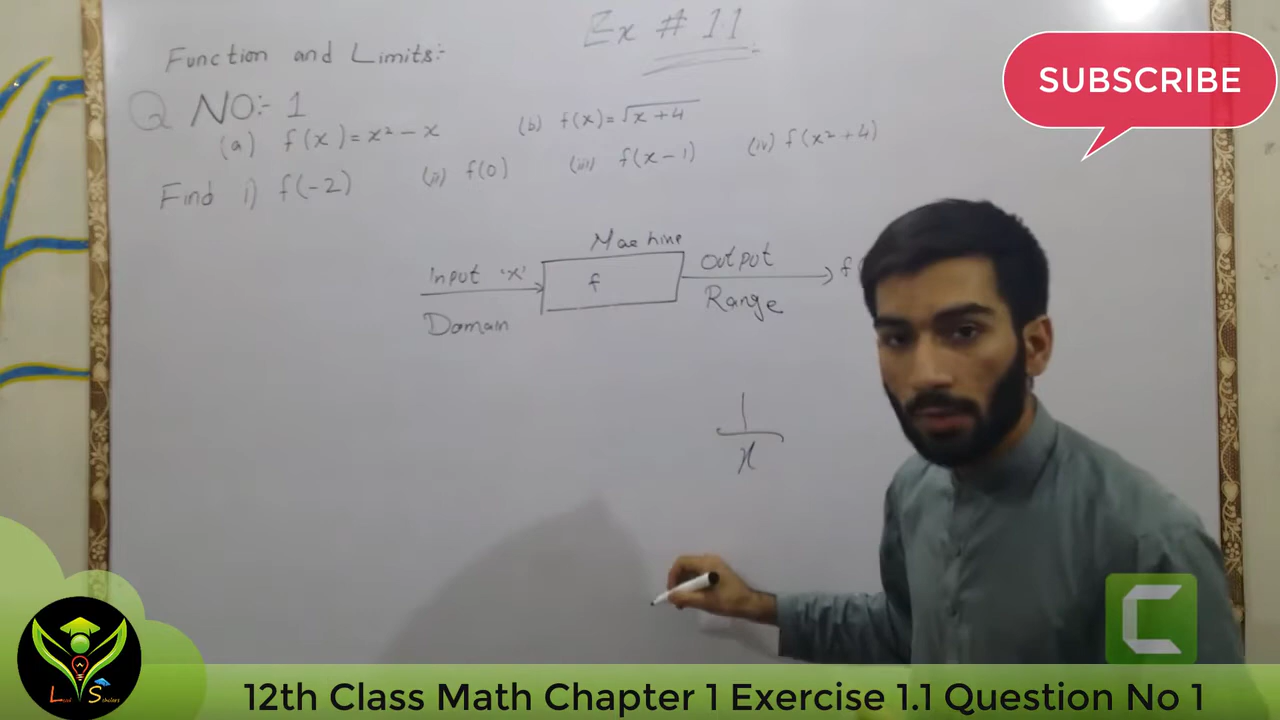 Ex # 1.1
SUBSCRIBE
Function and Limits:-
Q NO:- 1
(a) f(x)=x²-x (b) f(x)=√x+4
Find i) f(-2) (ii) f(0) (iii) f(x-1) (iv) f(x²+4)
Machine
Input 'x' f Output f
Domain Range
1
x
12th Class Math Chapter 1 Exercise 1.1 Question No 1